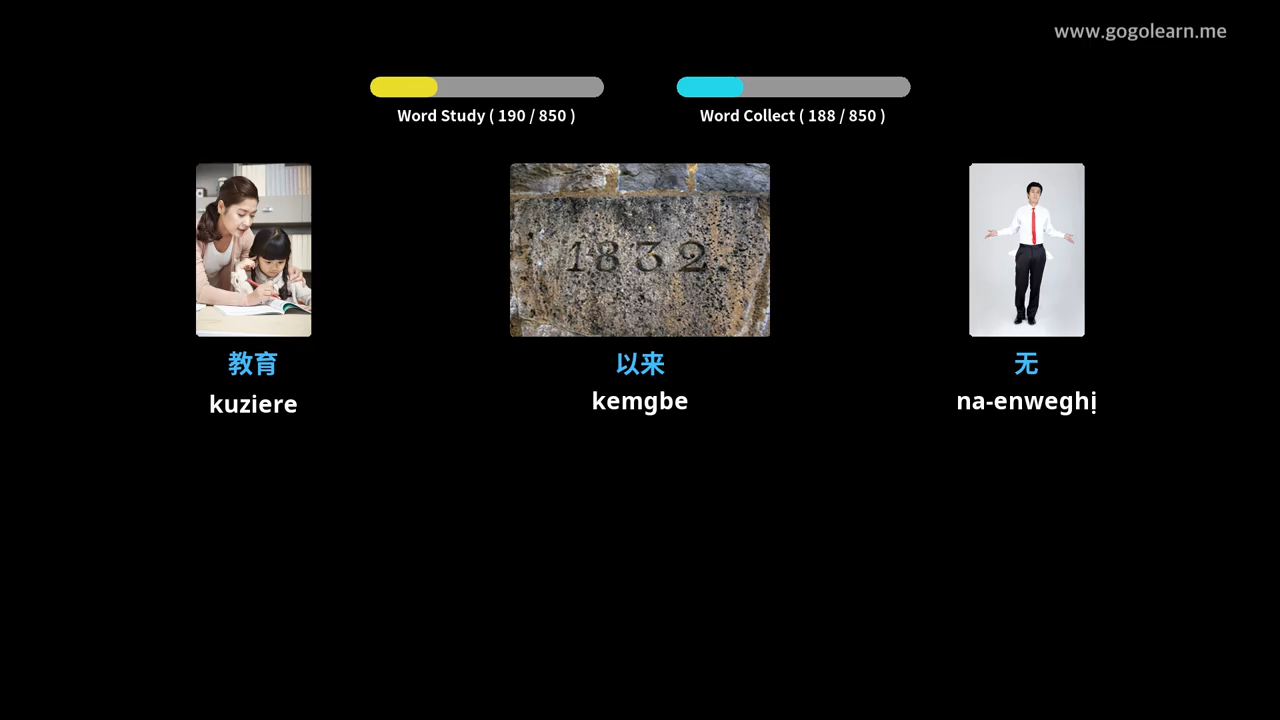 www.gogolearn.me
Word Study ( 190 / 850 )
Word Collect ( 188 / 850 )
1832.
教育
以来
无
kuziere
kemgbe
na-enweghị